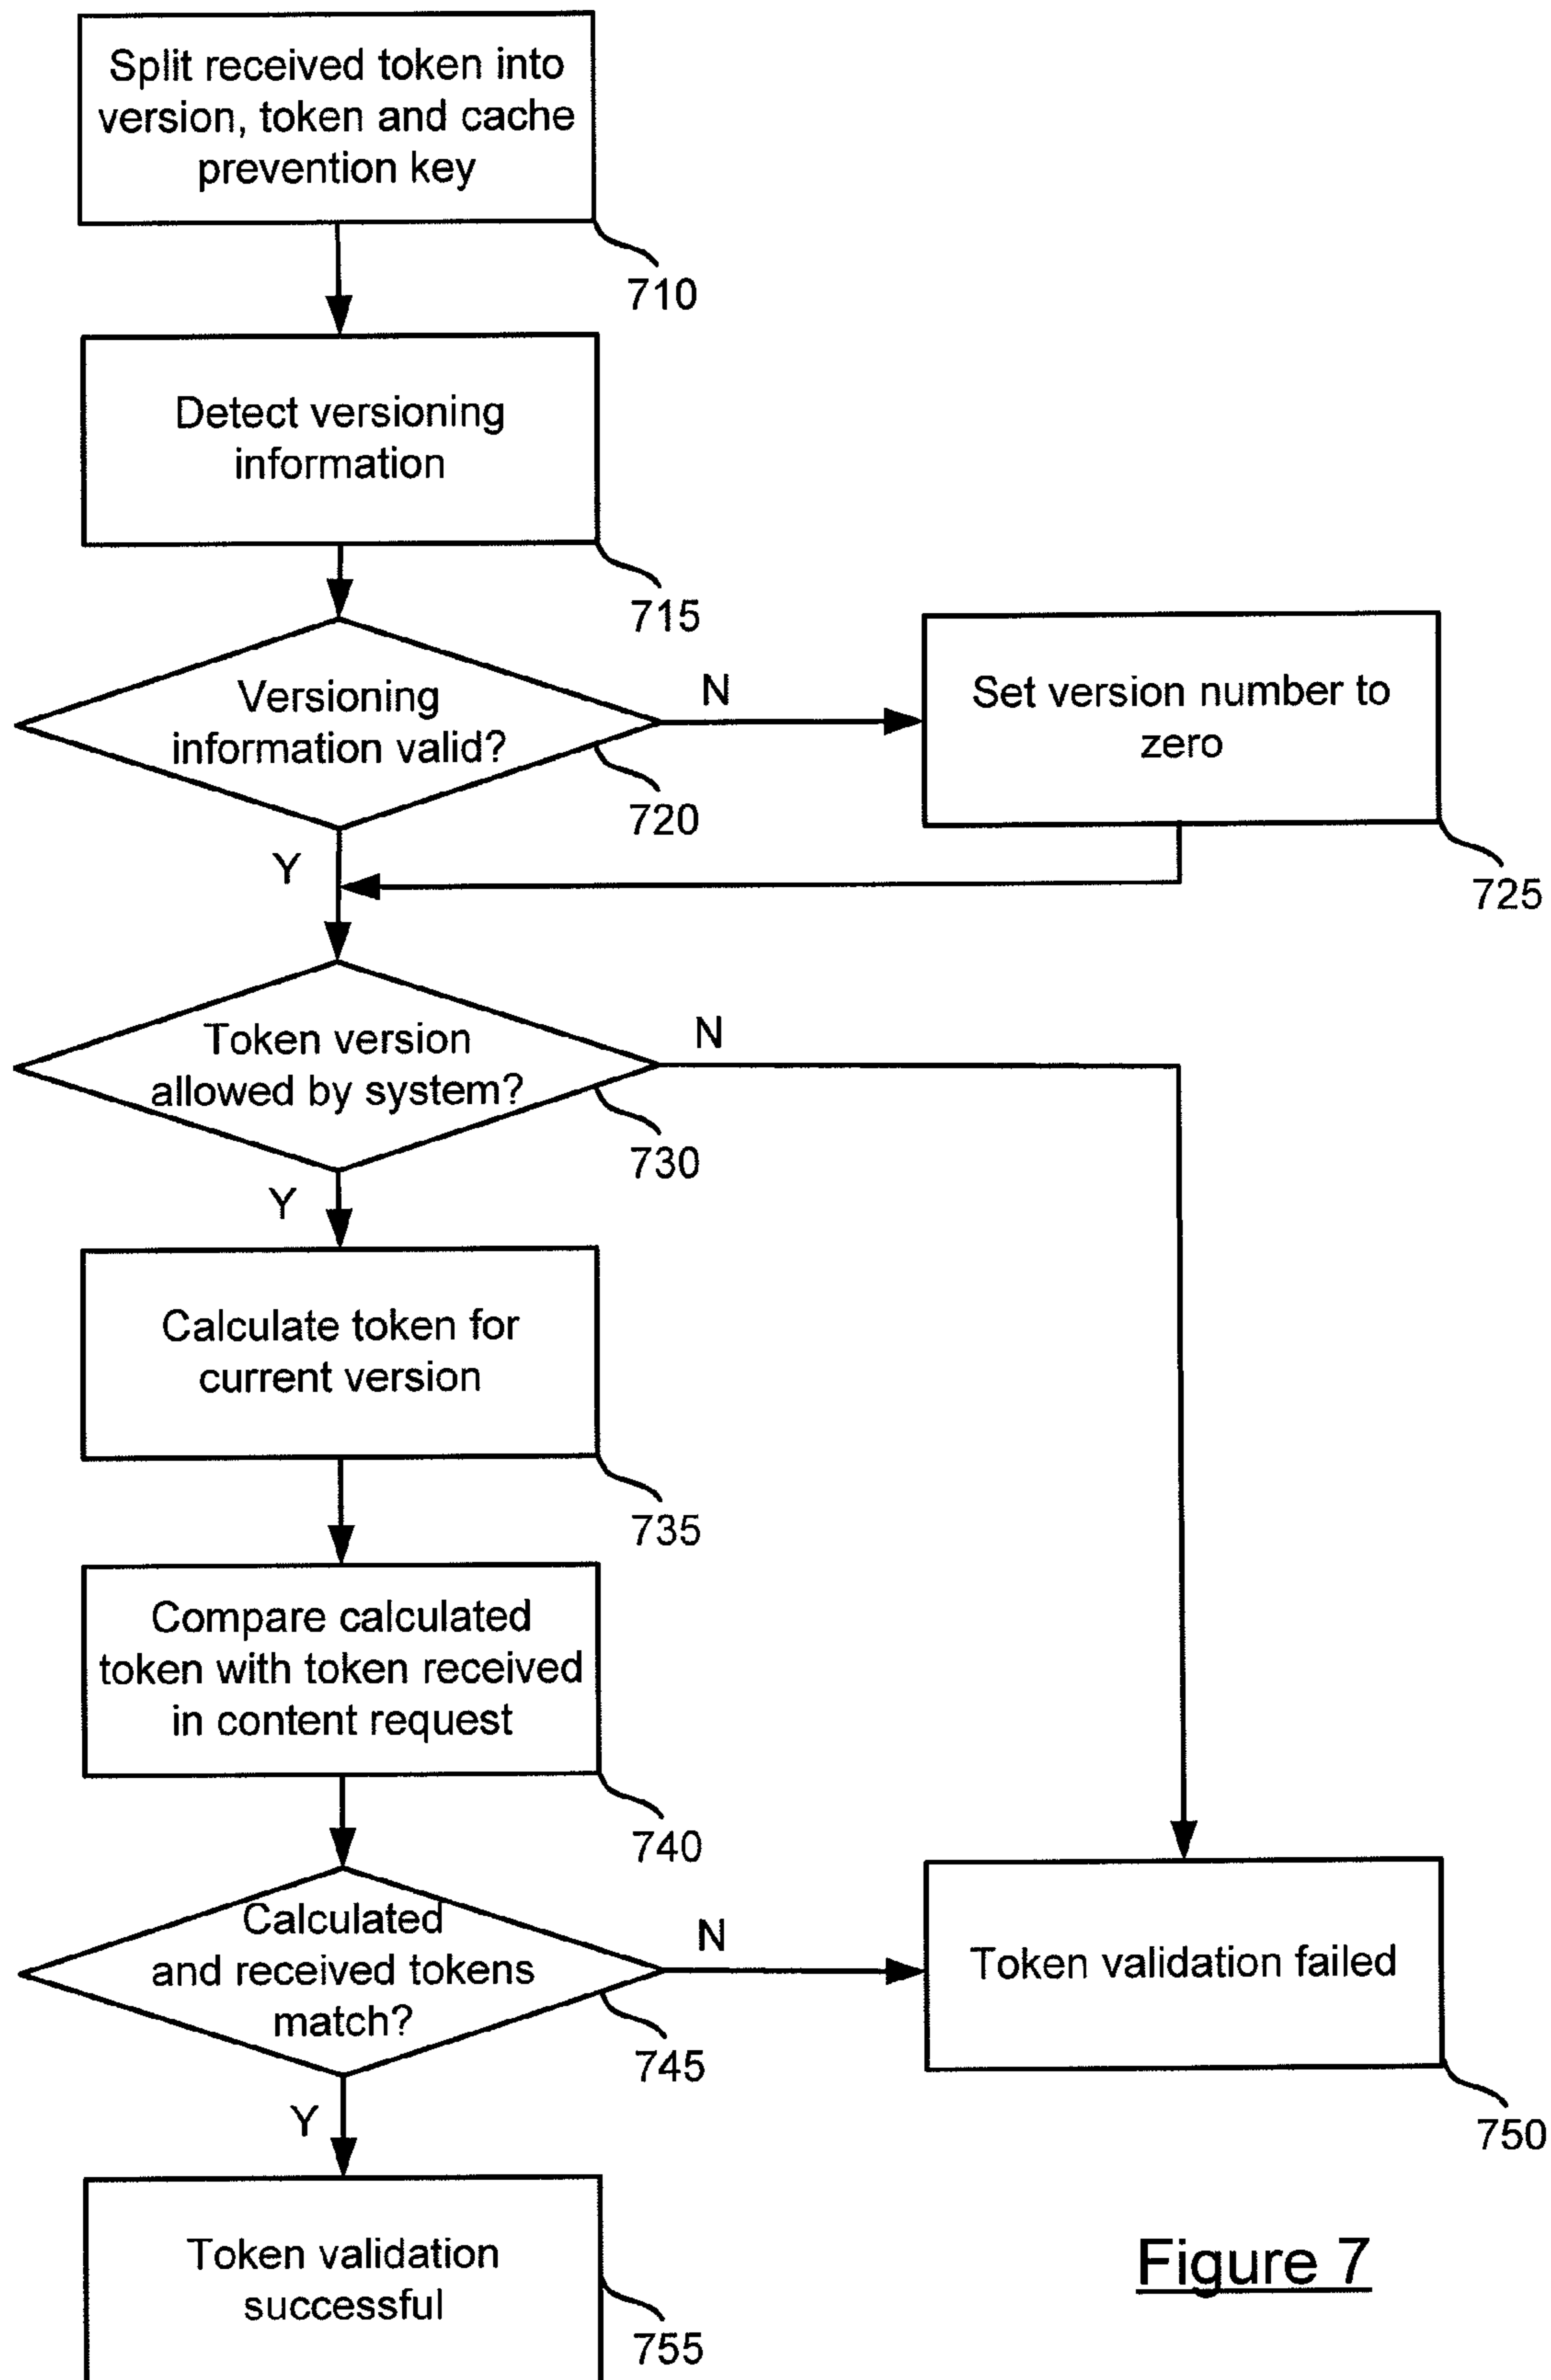 Split received token into
version, token and cache
prevention key
710
Detect versioning
information
715
Versioning
information valid?
N
720
Y
Set version number to
zero
725
Token version
allowed by system?
N
730
Y
Calculate token for
current version
735
Compare calculated
token with token received
in content request
740
Calculated
and received tokens
match?
N
745
Y
Token validation failed
750
Token validation
successful
755
Figure 7